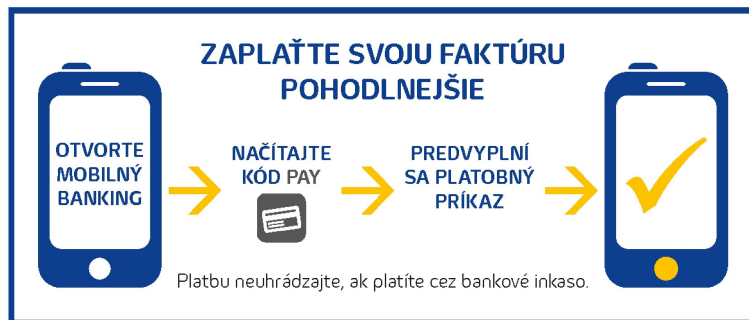 ZAPLAŤTE SVOJU FAKTÚRU
POHODLNEJŠIE
OTVORTE
MOBILNÝ
BANKING
NAČÍTAJTE
KÓD PAY
PREDVYPLNÍ
SA PLATOBNÝ
PRÍKAZ
Platbu neuhrádzajte, ak platíte cez bankové inkaso.